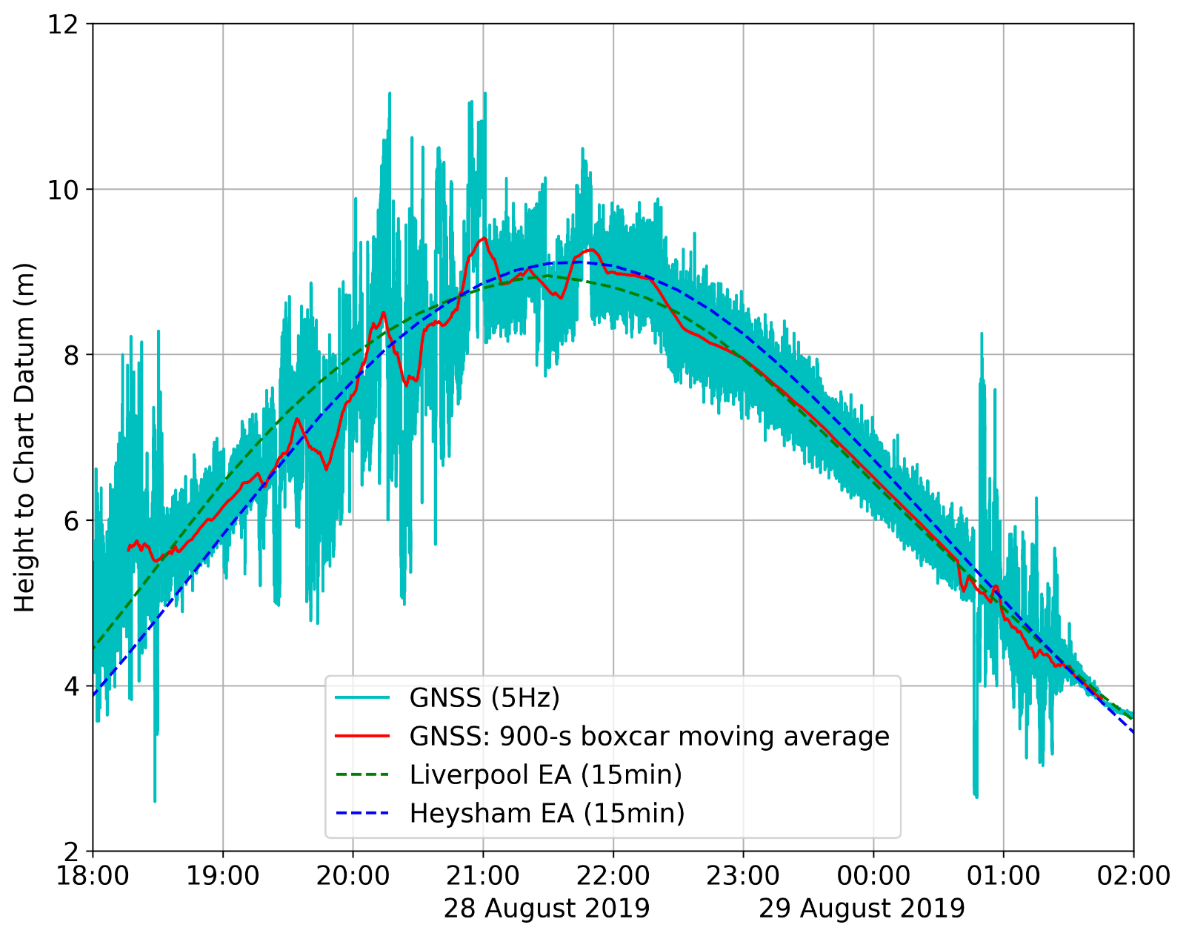 12
10
8
6
4
2
Height to Chart Datum (m)
GNSS (5Hz)
GNSS: 900-s boxcar moving average
Liverpool EA (15min)
Heysham EA (15min)
18:00 19:00 20:00 21:00 22:00 23:00 00:00 01:00 02:00
28 August 2019 29 August 2019